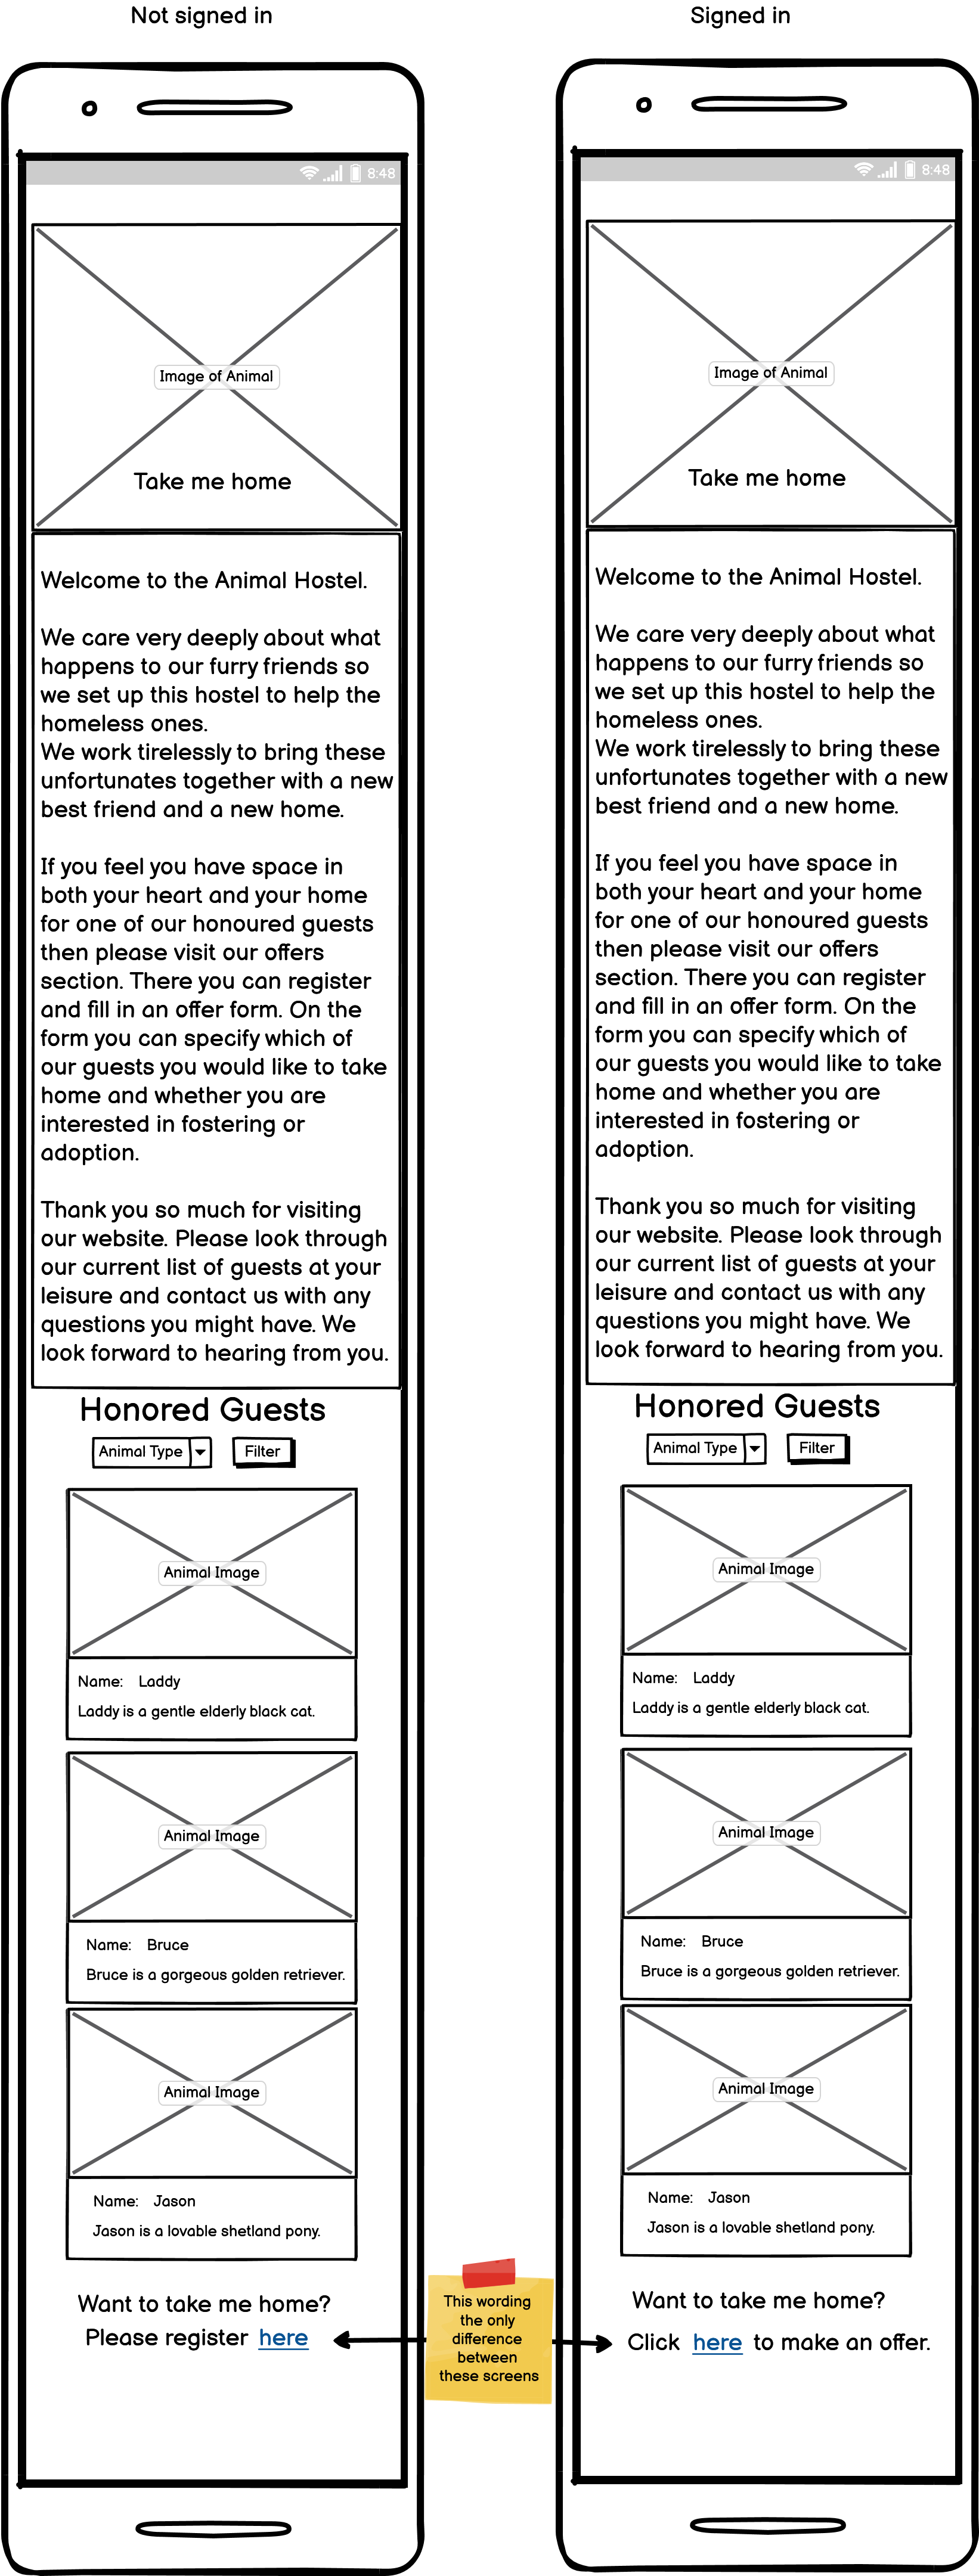 Not signed in
8:48
Image of Animal
Take me home
Welcome to the Animal Hostel.
We care very deeply about what
happens to our furry friends so
we set up this hostel to help the
homeless ones.
We work tirelessly to bring these
unfortunates together with a new
best friend and a new home.
If you feel you have space in
both your heart and your home
for one of our honoured guests
then please visit our offers
section. There you can register
and fill in an offer form. On the
form you can specify which of
our guests you would like to take
home and whether you are
interested in fostering or
adoption.
Thank you so much for visiting
our website. Please look through
our current list of guests at your
leisure and contact us with any
questions you might have. We
look forward to hearing from you.
Honored Guests
Animal Type
Filter
Animal Image
Name: Laddy
Laddy is a gentle elderly black cat.
Animal Image
Name: Bruce
Bruce is a gorgeous golden retriever.
Animal Image
Name: Jason
Jason is a lovable shetland pony.
Want to take me home?
Please register here
This wording
the only
difference
between
these screens
Signed in
8:48
Image of Animal
Take me home
Welcome to the Animal Hostel.
We care very deeply about what
happens to our furry friends so
we set up this hostel to help the
homeless ones.
We work tirelessly to bring these
unfortunates together with a new
best friend and a new home.
If you feel you have space in
both your heart and your home
for one of our honoured guests
then please visit our offers
section. There you can register
and fill in an offer form. On the
form you can specify which of
our guests you would like to take
home and whether you are
interested in fostering or
adoption.
Thank you so much for visiting
our website. Please look through
our current list of guests at your
leisure and contact us with any
questions you might have. We
look forward to hearing from you.
Honored Guests
Animal Type
Filter
Animal Image
Name: Laddy
Laddy is a gentle elderly black cat.
Animal Image
Name: Bruce
Bruce is a gorgeous golden retriever.
Animal Image
Name: Jason
Jason is a lovable shetland pony.
Want to take me home?
Click here to make an offer.